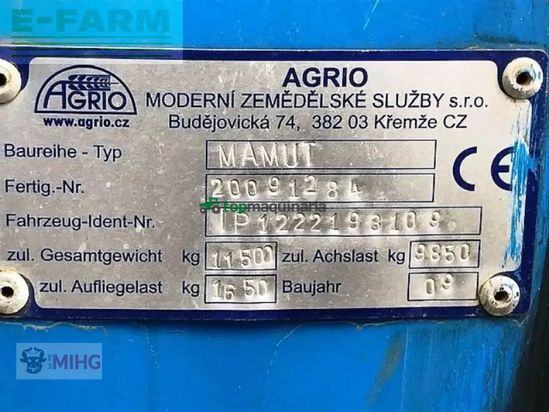 E-FARM
AGRIO
www.agrio.cz
AGRIO
MODERNÍ ZEMĚDĚLSKÉ SLUŽBY s.r.o.
Budějovická 74, 382 03 Křemže CZ
Baureihe - Typ MAMUT
Fertig.-Nr. 20091284
topmaquinaria
Fahrzeug-Ident-Nr. 1P1222193109
zul. Gesamtgewicht kg 11500 zul. Achslast kg 9850
zul. Aufliegelast kg 1650 Baujahr 09
CE
MIHG